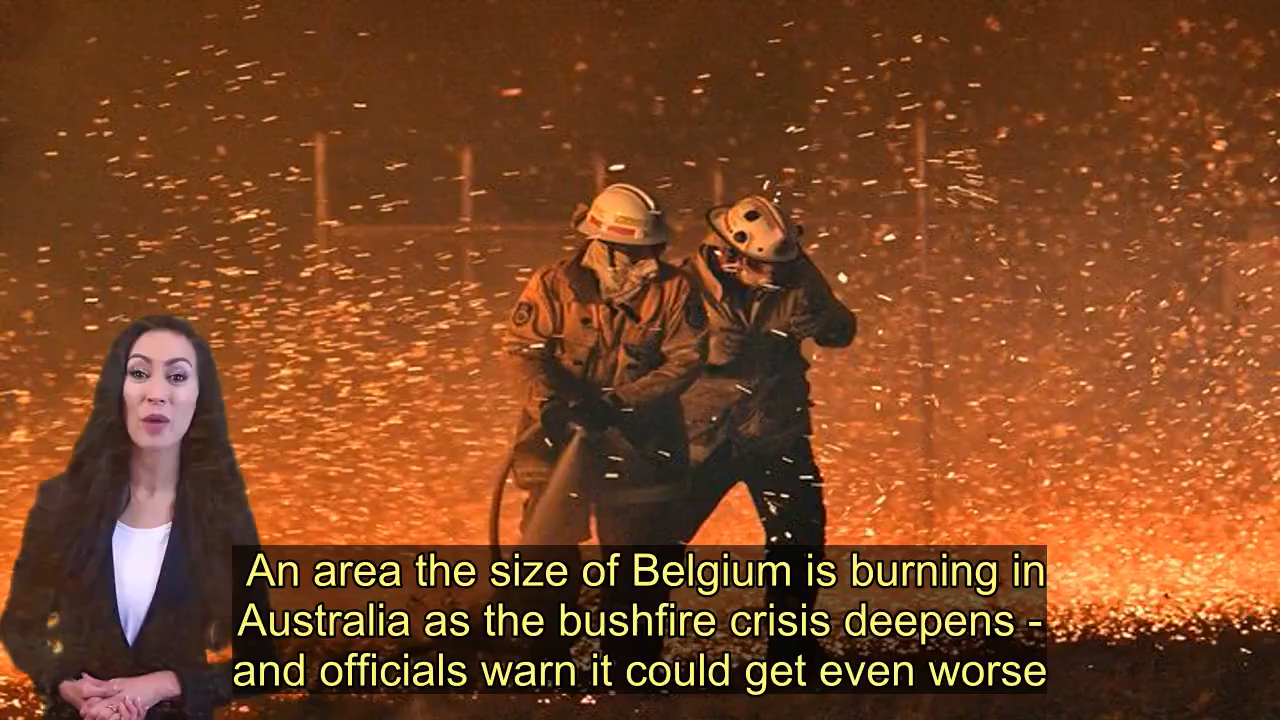 An area the size of Belgium is burning in
Australia as the bushfire crisis deepens -
and officials warn it could get even worse